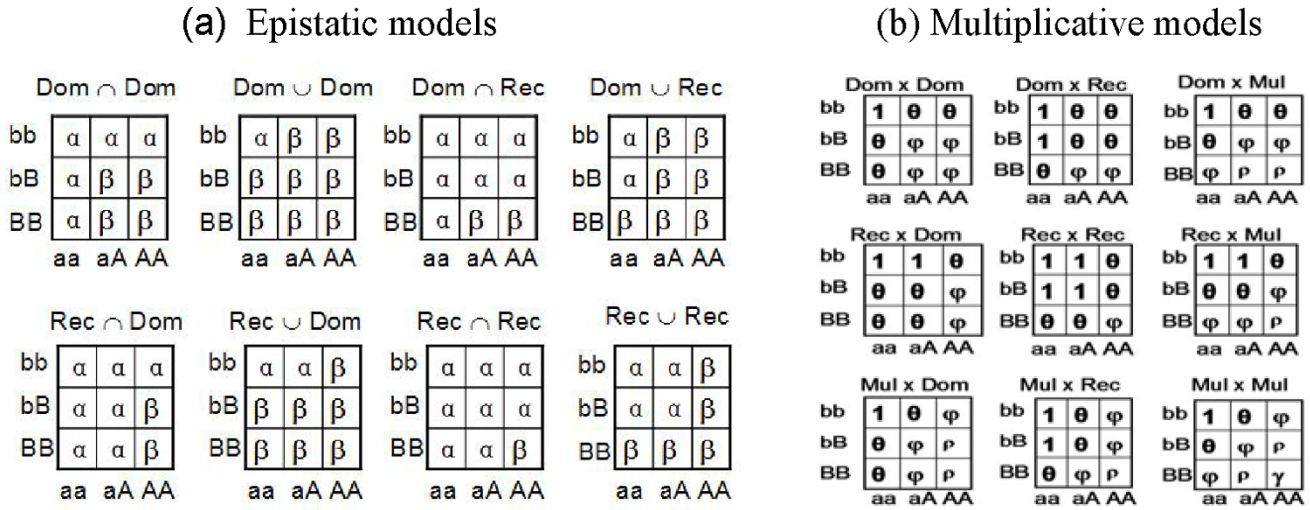 (a) Epistatic models
Dom ∩ Dom
bb α α α
bB α β β
BB α β β
aa aA AA
Dom ∪ Dom
bb α β β
bB β β β
BB β β β
aa aA AA
Dom ∩ Rec
bb α α α
bB α α α
BB α β β
aa aA AA
Dom ∪ Rec
bb α β β
bB α β β
BB β β β
aa aA AA
Rec ∩ Dom
bb α α α
bB α α β
BB α α β
aa aA AA
Rec ∪ Dom
bb α α β
bB β β β
BB β β β
aa aA AA
Rec ∩ Rec
bb α α α
bB α α α
BB α α β
aa aA AA
Rec ∪ Rec
bb α α β
bB α α β
BB β β β
aa aA AA
(b) Multiplicative models
Dom x Dom
bb 1 θ θ
bB θ φ φ
BB θ φ φ
aa aA AA
Dom x Rec
bb 1 θ θ
bB 1 θ θ
BB θ φ φ
aa aA AA
Dom x Mul
bb 1 θ θ
bB θ φ φ
BB φ ρ ρ
aa aA AA
Rec x Dom
bb 1 1 θ
bB θ θ φ
BB θ θ φ
aa aA AA
Rec x Rec
bb 1 1 θ
bB 1 1 θ
BB θ θ φ
aa aA AA
Rec x Mul
bb 1 1 θ
bB θ θ φ
BB φ φ ρ
aa aA AA
Mul x Dom
bb 1 θ φ
bB θ φ ρ
BB θ φ ρ
aa aA AA
Mul x Rec
bb 1 θ φ
bB 1 θ φ
BB θ φ ρ
aa aA AA
Mul x Mul
bb 1 θ φ
bB θ φ ρ
BB φ ρ γ
aa aA AA